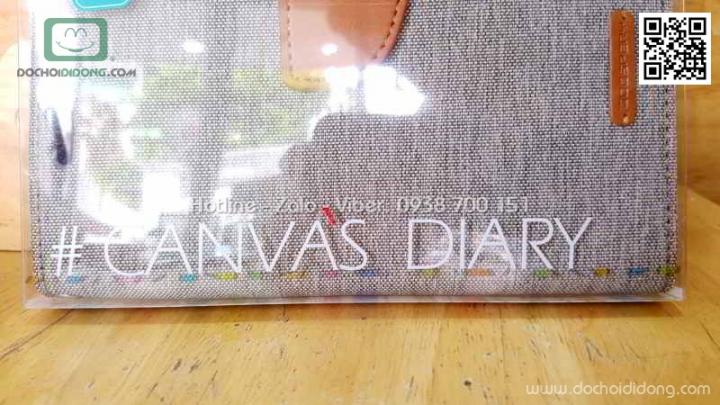 DOCHOIDIDONG.COM
Hotline - Zalo - Viber: 0938 700 151
# CANVAS DIARY
www.dochoididong.com